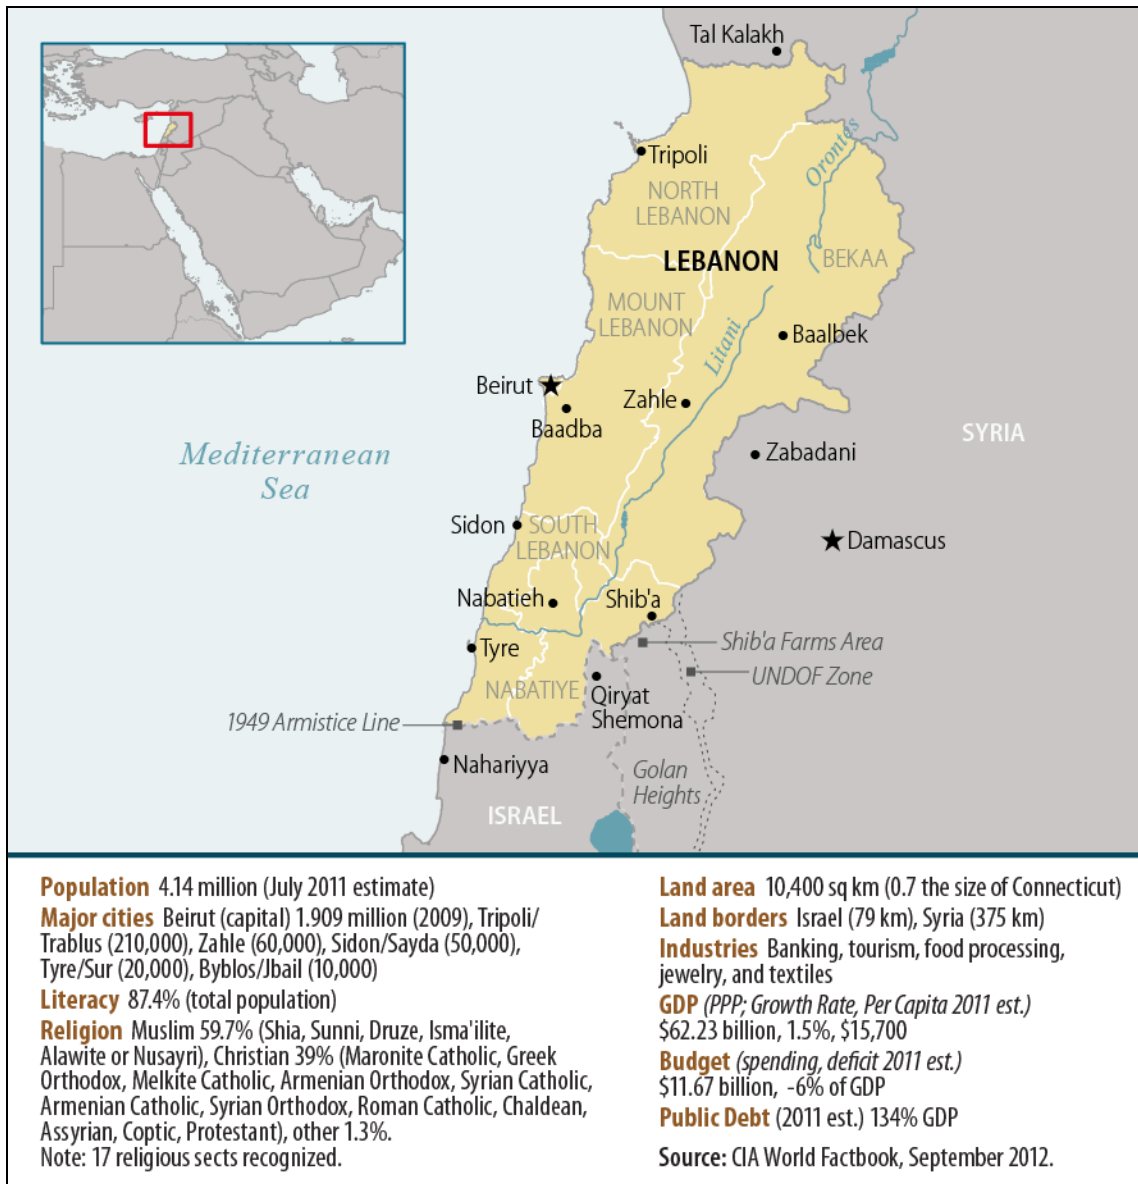 Tal Kalakh
Orontes
Tripoli
NORTH
LEBANON
LEBANON
BEKAA
MOUNT
LEBANON
Litani
Baalbek
Beirut
Zahle
Baadba
SYRIA
Mediterranean
Sea
Zabadani
Sidon
SOUTH
LEBANON
Damascus
Nabatieh
Shib'a
Shib'a Farms Area
Tyre
UNDOF Zone
NABATIYE
Qiryat
Shemona
1949 Armistice Line
Nahariyya
Golan
Heights
ISRAEL
Population 4.14 million (July 2011 estimate)
Major cities Beirut (capital) 1.909 million (2009), Tripoli/
Trablus (210,000), Zahle (60,000), Sidon/Sayda (50,000),
Tyre/Sur (20,000), Byblos/Jbail (10,000)
Literacy 87.4% (total population)
Religion Muslim 59.7% (Shia, Sunni, Druze, Isma'ilite,
Alawite or Nusayri), Christian 39% (Maronite Catholic, Greek
Orthodox, Melkite Catholic, Armenian Orthodox, Syrian Catholic,
Armenian Catholic, Syrian Orthodox, Roman Catholic, Chaldean,
Assyrian, Coptic, Protestant), other 1.3%.
Note: 17 religious sects recognized.
Land area 10,400 sq km (0.7 the size of Connecticut)
Land borders Israel (79 km), Syria (375 km)
Industries Banking, tourism, food processing,
jewelry, and textiles
GDP (PPP; Growth Rate, Per Capita 2011 est.)
$62.23 billion, 1.5%, $15,700
Budget (spending, deficit 2011 est.)
$11.67 billion, -6% of GDP
Public Debt (2011 est.) 134% GDP
Source: CIA World Factbook, September 2012.